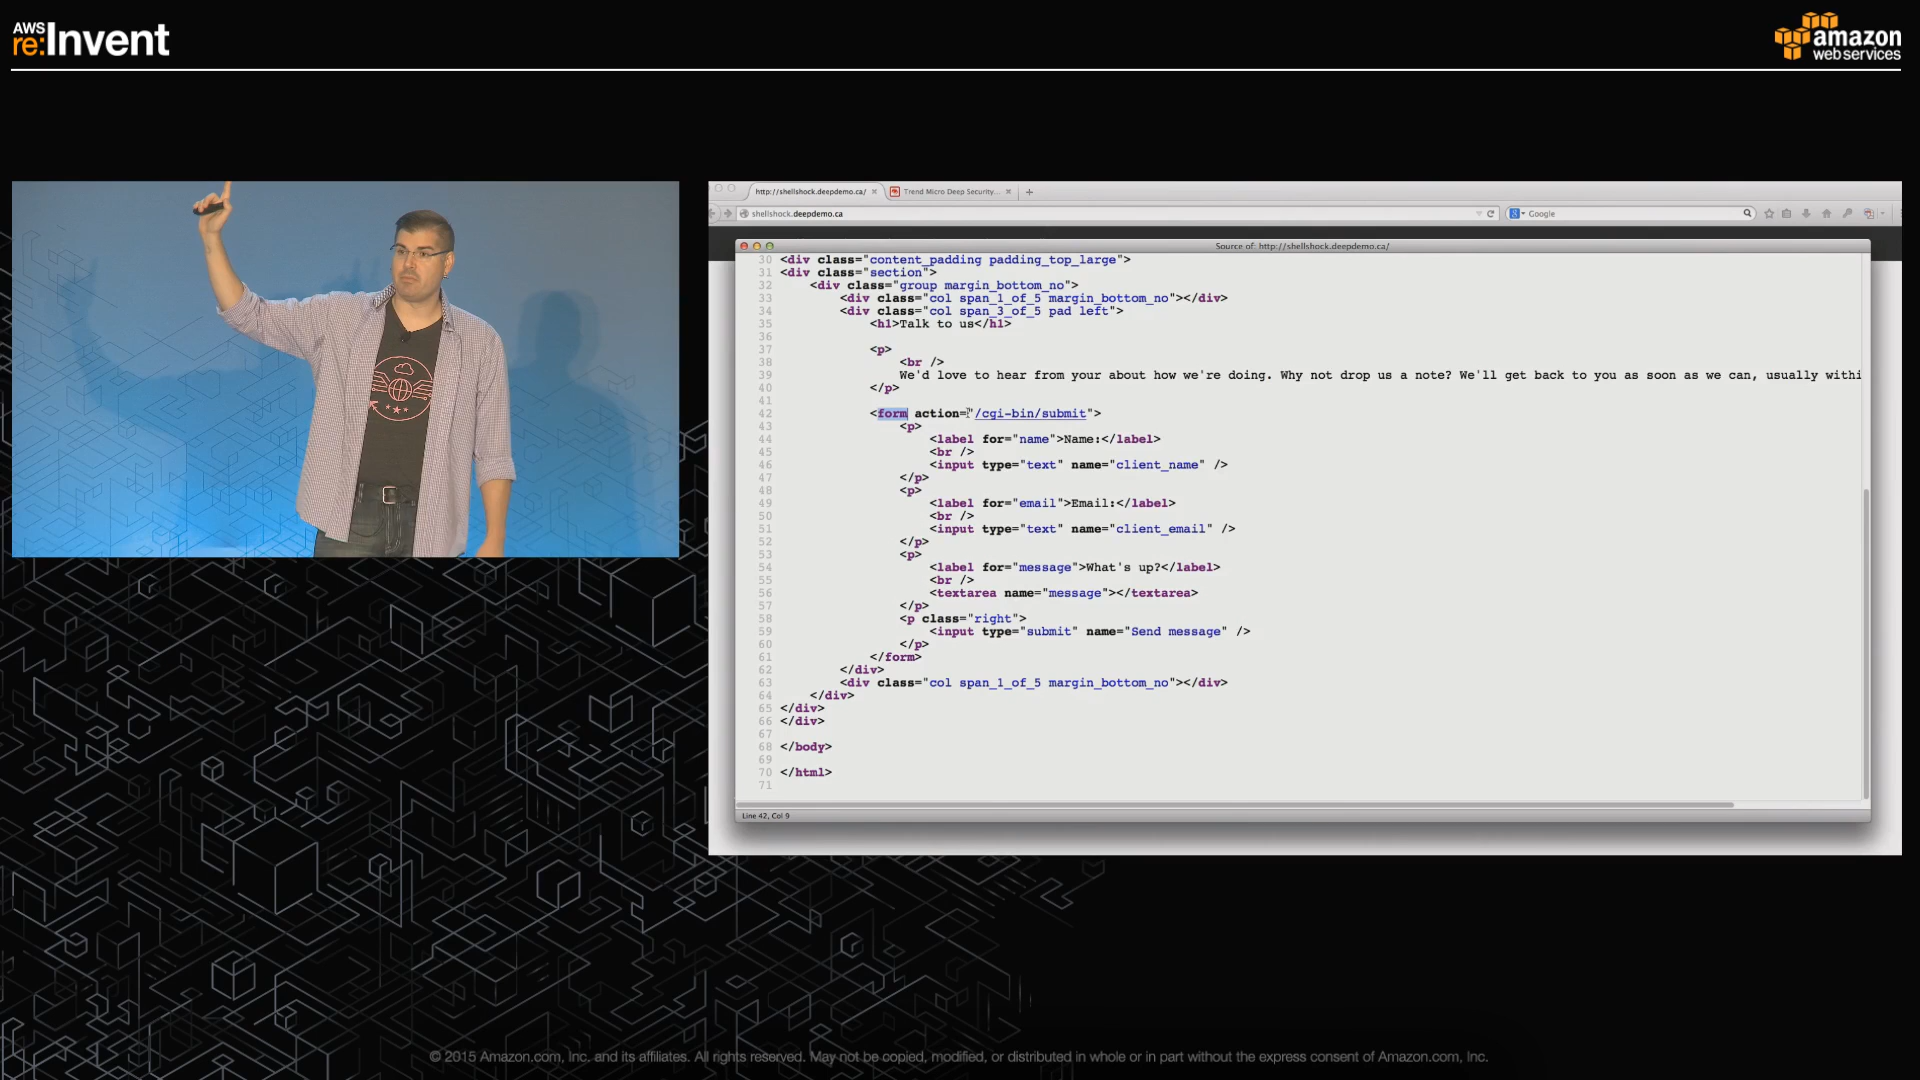 AWS
re:Invent
amazon
web services
http://shellshock.deepdemo.ca/
Trend Micro Deep Security...
shellshock.deepdemo.ca
Google
Source of: http://shellshock.deepdemo.ca/
30 <div class="content_padding padding_top_large">
31 <div class="section">
32 <div class="group margin_bottom_no">
33 <div class="col span_1_of_5 margin_bottom_no"></div>
34 <div class="col span_3_of_5 pad left">
35 <h1>Talk to us</h1>
36
37 <p>
38 <br />
39 We'd love to hear from your about how we're doing. Why not drop us a note? We'll get back to you as soon as we can, usually withi
40 </p>
41
42 <form action="/cgi-bin/submit">
43 <p>
44 <label for="name">Name:</label>
45 <br />
46 <input type="text" name="client_name" />
47 </p>
48 <p>
49 <label for="email">Email:</label>
50 <br />
51 <input type="text" name="client_email" />
52 </p>
53 <p>
54 <label for="message">What's up?</label>
55 <br />
56 <textarea name="message"></textarea>
57 </p>
58 <p class="right">
59 <input type="submit" name="Send message" />
60 </p>
61 </form>
62 </div>
63 <div class="col span_1_of_5 margin_bottom_no"></div>
64 </div>
65 </div>
66 </div>
67
68 </body>
69
70 </html>
71
Line 42, Col 9
© 2015 Amazon.com, Inc. and its affiliates. All rights reserved. May not be copied, modified, or distributed in whole or in part without the express consent of Amazon.com, Inc.